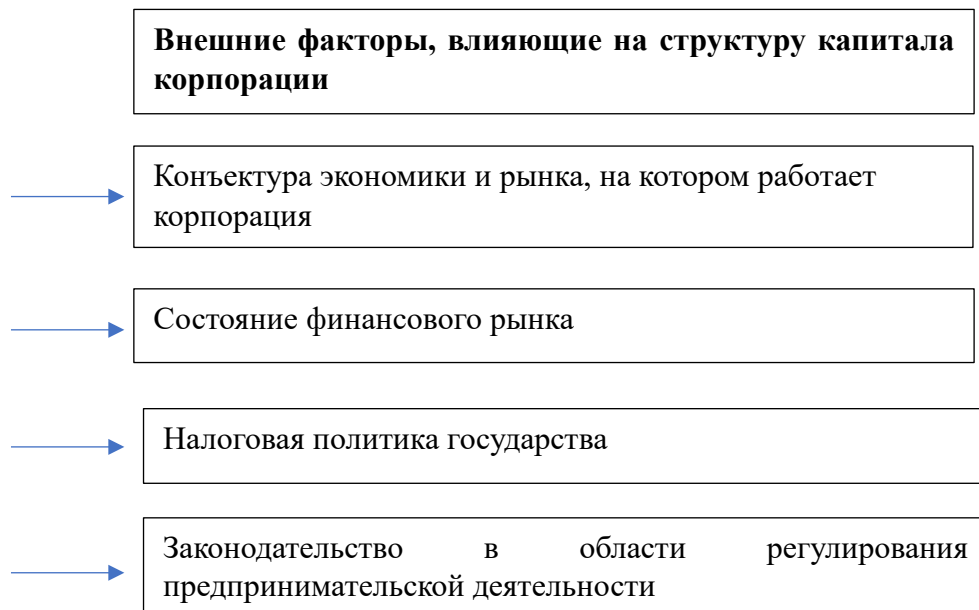 Внешние факторы, влияющие на структуру капитала
корпорации
Конъектура экономики и рынка, на котором работает
корпорация
Состояние финансового рынка
Налоговая политика государства
Законодательство в области регулирования
предпринимательской деятельности